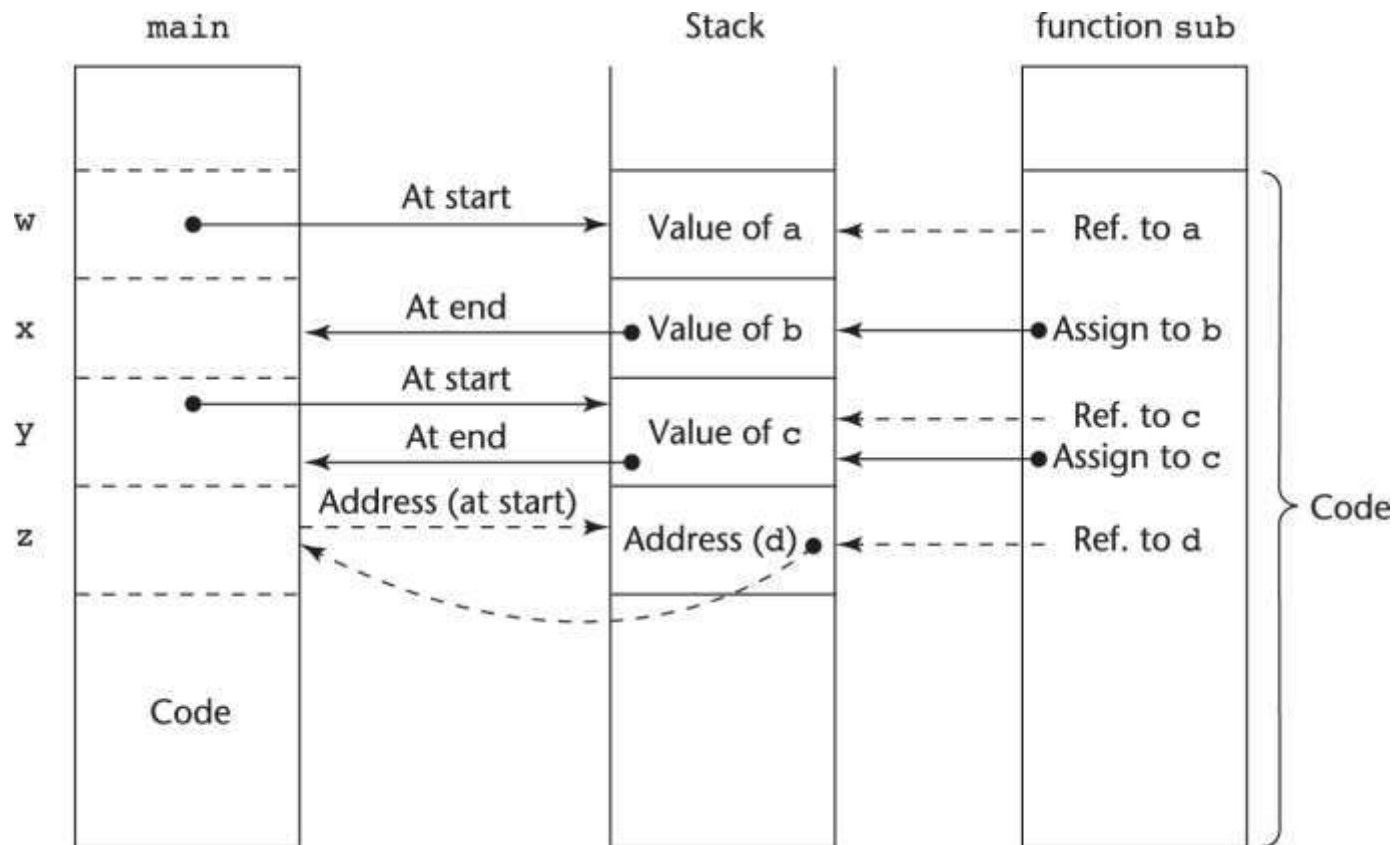 main
Stack
function sub
w
At start
Value of a
Ref. to a
x
At end
Value of b
Assign to b
y
At start
At end
Value of c
Ref. to c
Assign to c
z
Address (at start)
Address (d)
Ref. to d
Code
Code